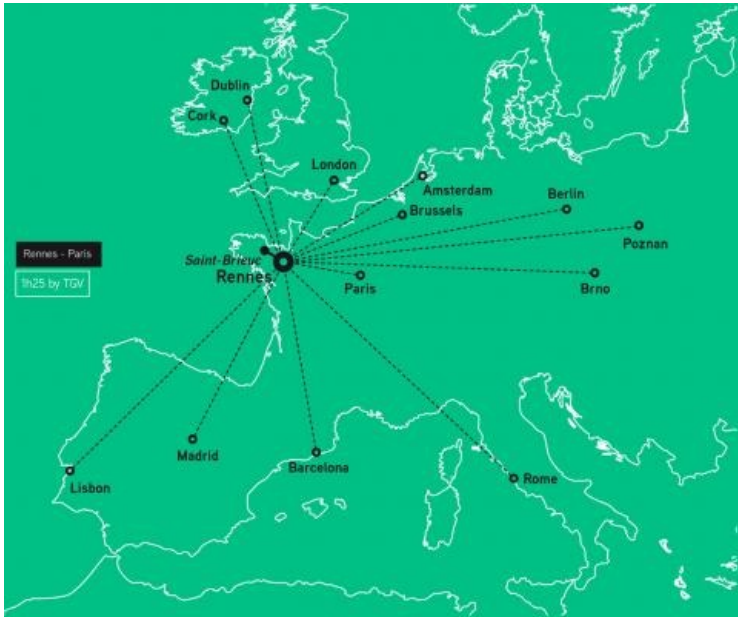 Dublin
Cork
London
Amsterdam
Brussels
Berlin
Poznan
Rennes - Paris
1h25 by TGV
Saint-Brieuc
Rennes
Paris
Brno
Madrid
Barcelona
Lisbon
Rome